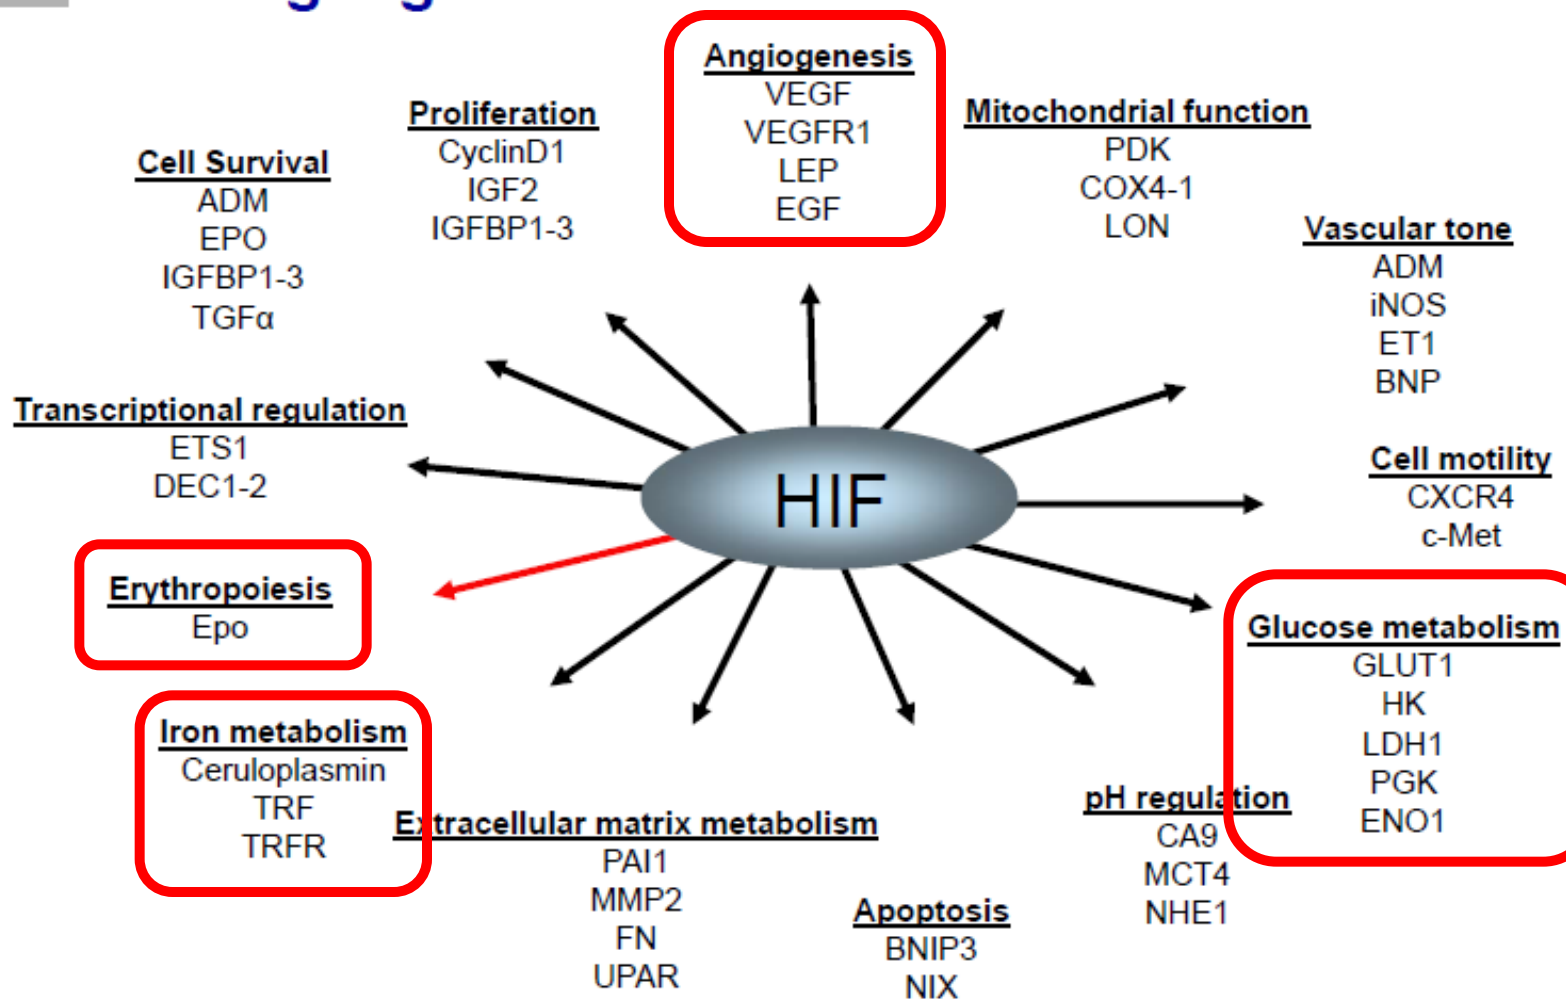 Angiogenesis
VEGF
VEGFR1
LEP
EGF
Proliferation
CyclinD1
IGF2
IGFBP1-3
Mitochondrial function
PDK
COX4-1
LON
Cell Survival
ADM
EPO
IGFBP1-3
TGFα
Vascular tone
ADM
iNOS
ET1
BNP
Transcriptional regulation
ETS1
DEC1-2
HIF
Cell motility
CXCR4
c-Met
Erythropoiesis
Epo
Glucose metabolism
GLUT1
HK
LDH1
PGK
ENO1
Iron metabolism
Ceruloplasmin
TRF
TRFR
Extracellular matrix metabolism
PAI1
MMP2
FN
UPAR
pH regulation
CA9
MCT4
NHE1
Apoptosis
BNIP3
NIX